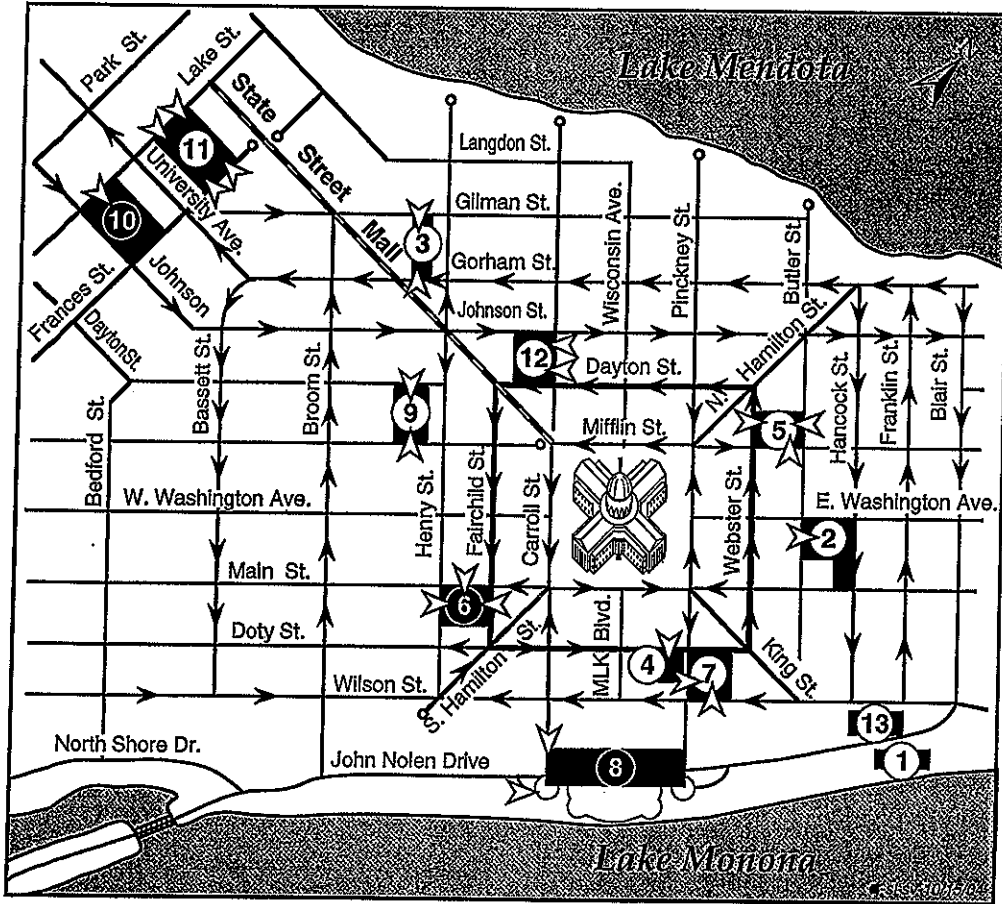 Lake Mendota
Park St.
Lake St.
State
Street
Mall
Langdon St.
11
University Ave.
10
Gilman St.
3
Wisconsin Ave.
Pinckney St.
Butler St.
Gorham St.
Johnson
Frances St.
Johnson St.
Dayton St.
12
Dayton St.
N. Hamilton St.
Bassett St.
Broom St.
9
Mifflin St.
5
Hancock St.
Franklin St.
Blair St.
Bedford St.
Henry St.
Fairchild St.
Carroll St.
Webster St.
W. Washington Ave.
E. Washington Ave.
2
Main St.
6
Doty St.
S. Hamilton St.
MLK Blvd.
4
7
King St.
Wilson St.
13
North Shore Dr.
John Nolen Drive
8
1
Lake Monona